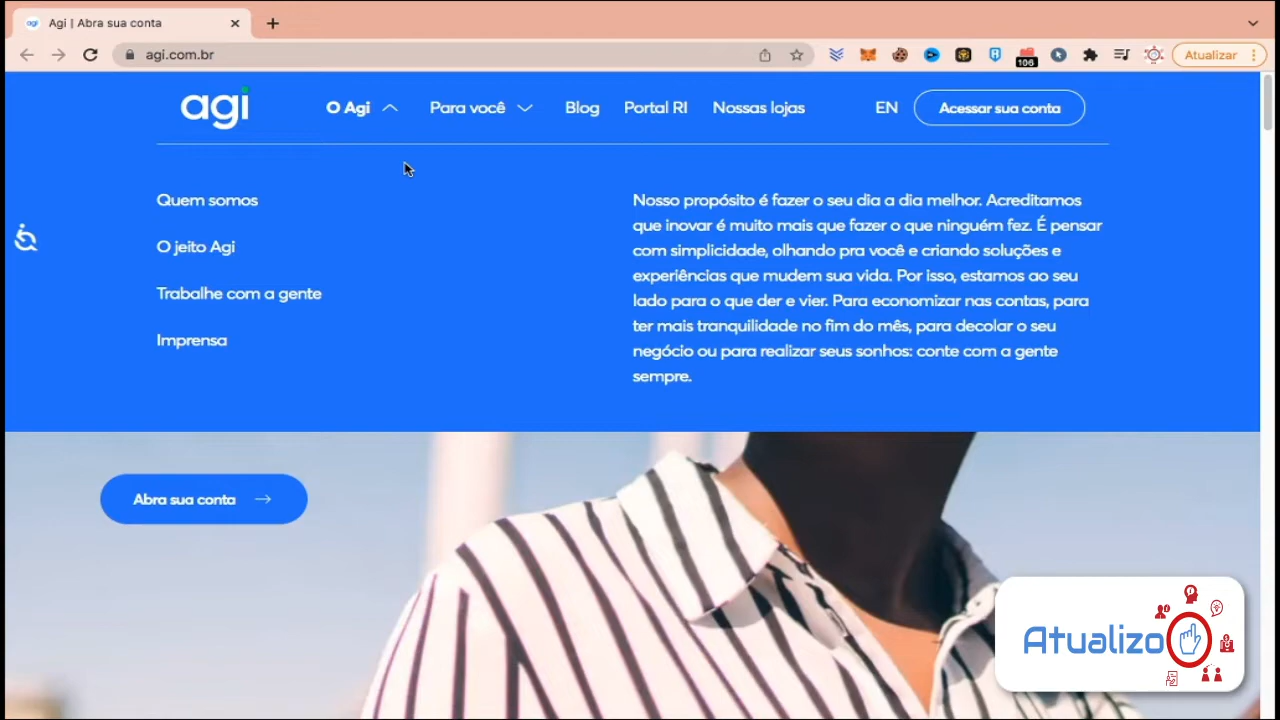 agi Agi | Abra sua conta
agi.com.br
106
Atualizar
agi
O Agi
Para você
Blog
Portal RI
Nossas lojas
EN
Acessar sua conta
Quem somos
O jeito Agi
Trabalhe com a gente
Imprensa
Nosso propósito é fazer o seu dia a dia melhor. Acreditamos
que inovar é muito mais que fazer o que ninguém fez. É pensar
com simplicidade, olhando pra você e criando soluções e
experiências que mudem sua vida. Por isso, estamos ao seu
lado para o que der e vier. Para economizar nas contas, para
ter mais tranquilidade no fim do mês, para decolar o seu
negócio ou para realizar seus sonhos: conte com a gente
sempre.
Abra sua conta
Atualizo